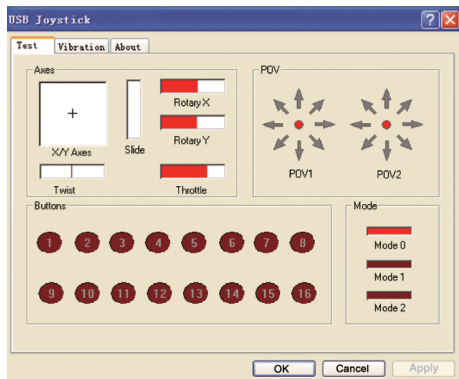 USB Joystick
Test Vibration About
Axes
POV
Rotary X
Rotary Y
X/Y Axes
Slide
POV1 POV2
Twist
Throttle
Buttons
Mode
1 2 3 4 5 6 7 8
Mode 0
Mode 1
9 10 11 12 13 14 15 16
Mode 2
OK Cancel Apply